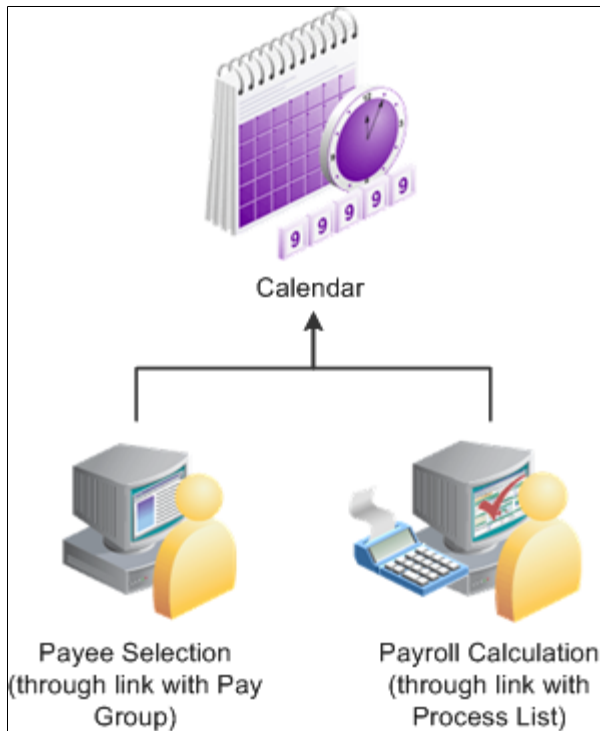 12
9 9 9 9 9
Calendar
Payee Selection
(through link with Pay
Group)
Payroll Calculation
(through link with
Process List)